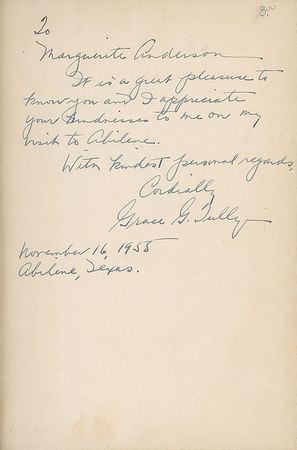 3.00
To
Marguerite Anderson
It is a great pleasure to
know you and I appreciate
your kindnesses to me on my
visit to Abilene.
With kindest personal regards,
Cordially
Grace G. Tully
November 16, 1955
Abilene, Texas.